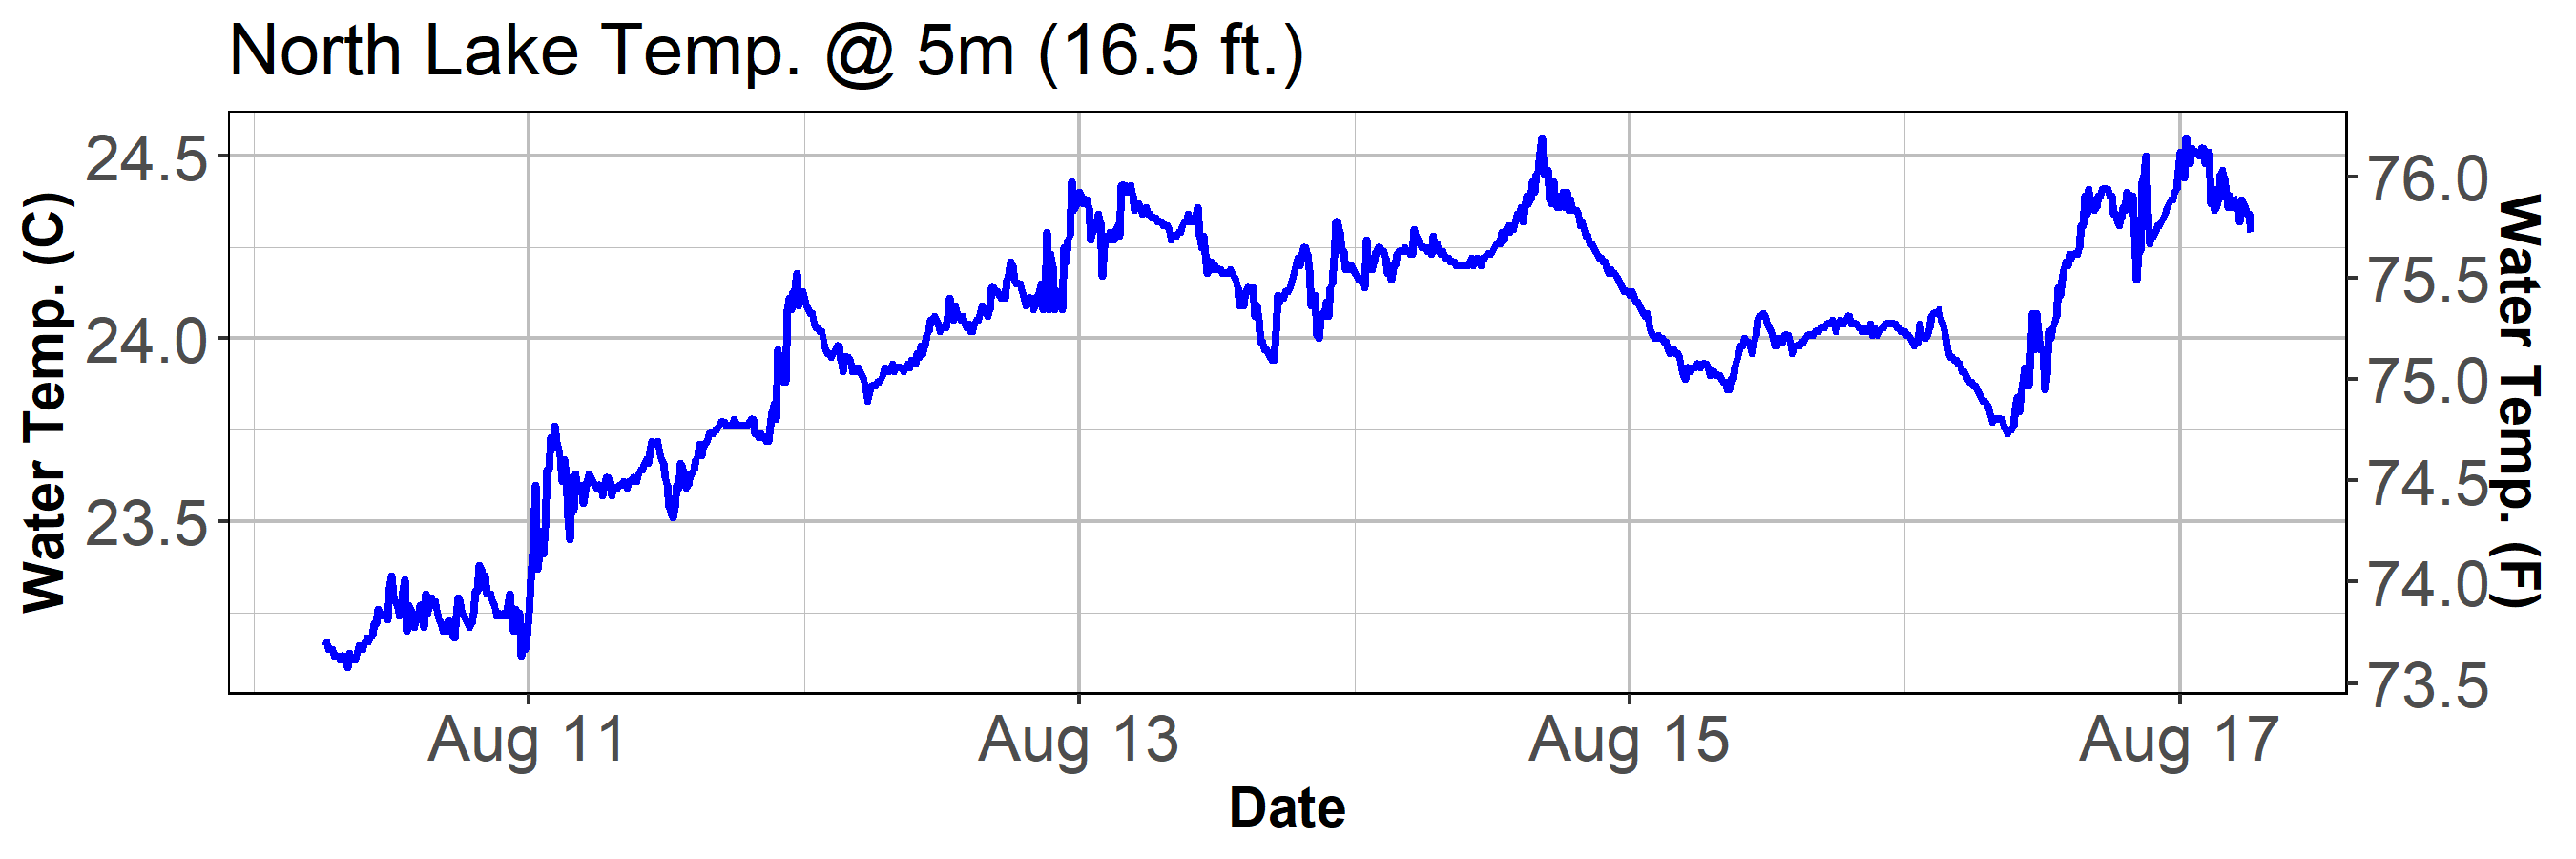 North Lake Temp. @ 5m (16.5 ft.)
Water Temp. (C)
24.5
24.0
23.5
76.0
75.5
75.0
74.5
74.0
73.5
Water Temp. (F)
Aug 11
Aug 13
Aug 15
Aug 17
Date